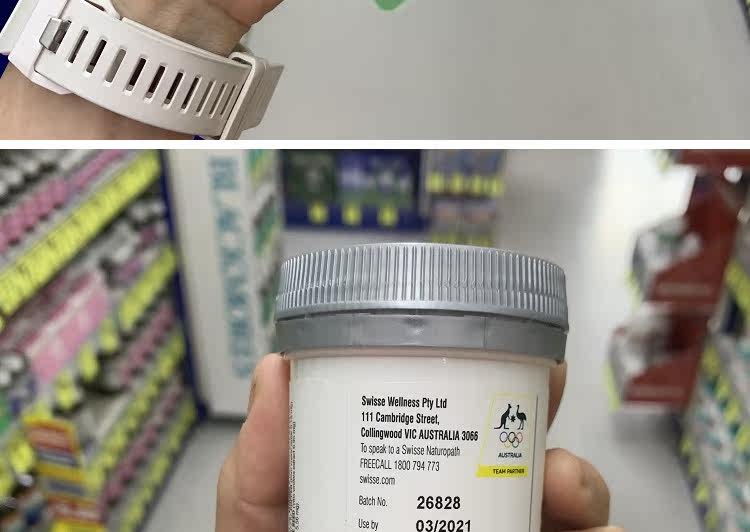 BLACKMORES
Swisse Wellness Pty Ltd
111 Cambridge Street,
Collingwood VIC AUSTRALIA 3066
To speak to a Swisse Naturopath
FREECALL 1800 794 773
swisse.com
AUSTRALIA
TEAM PARTNER
Batch No. 26828
Use by 03/2021